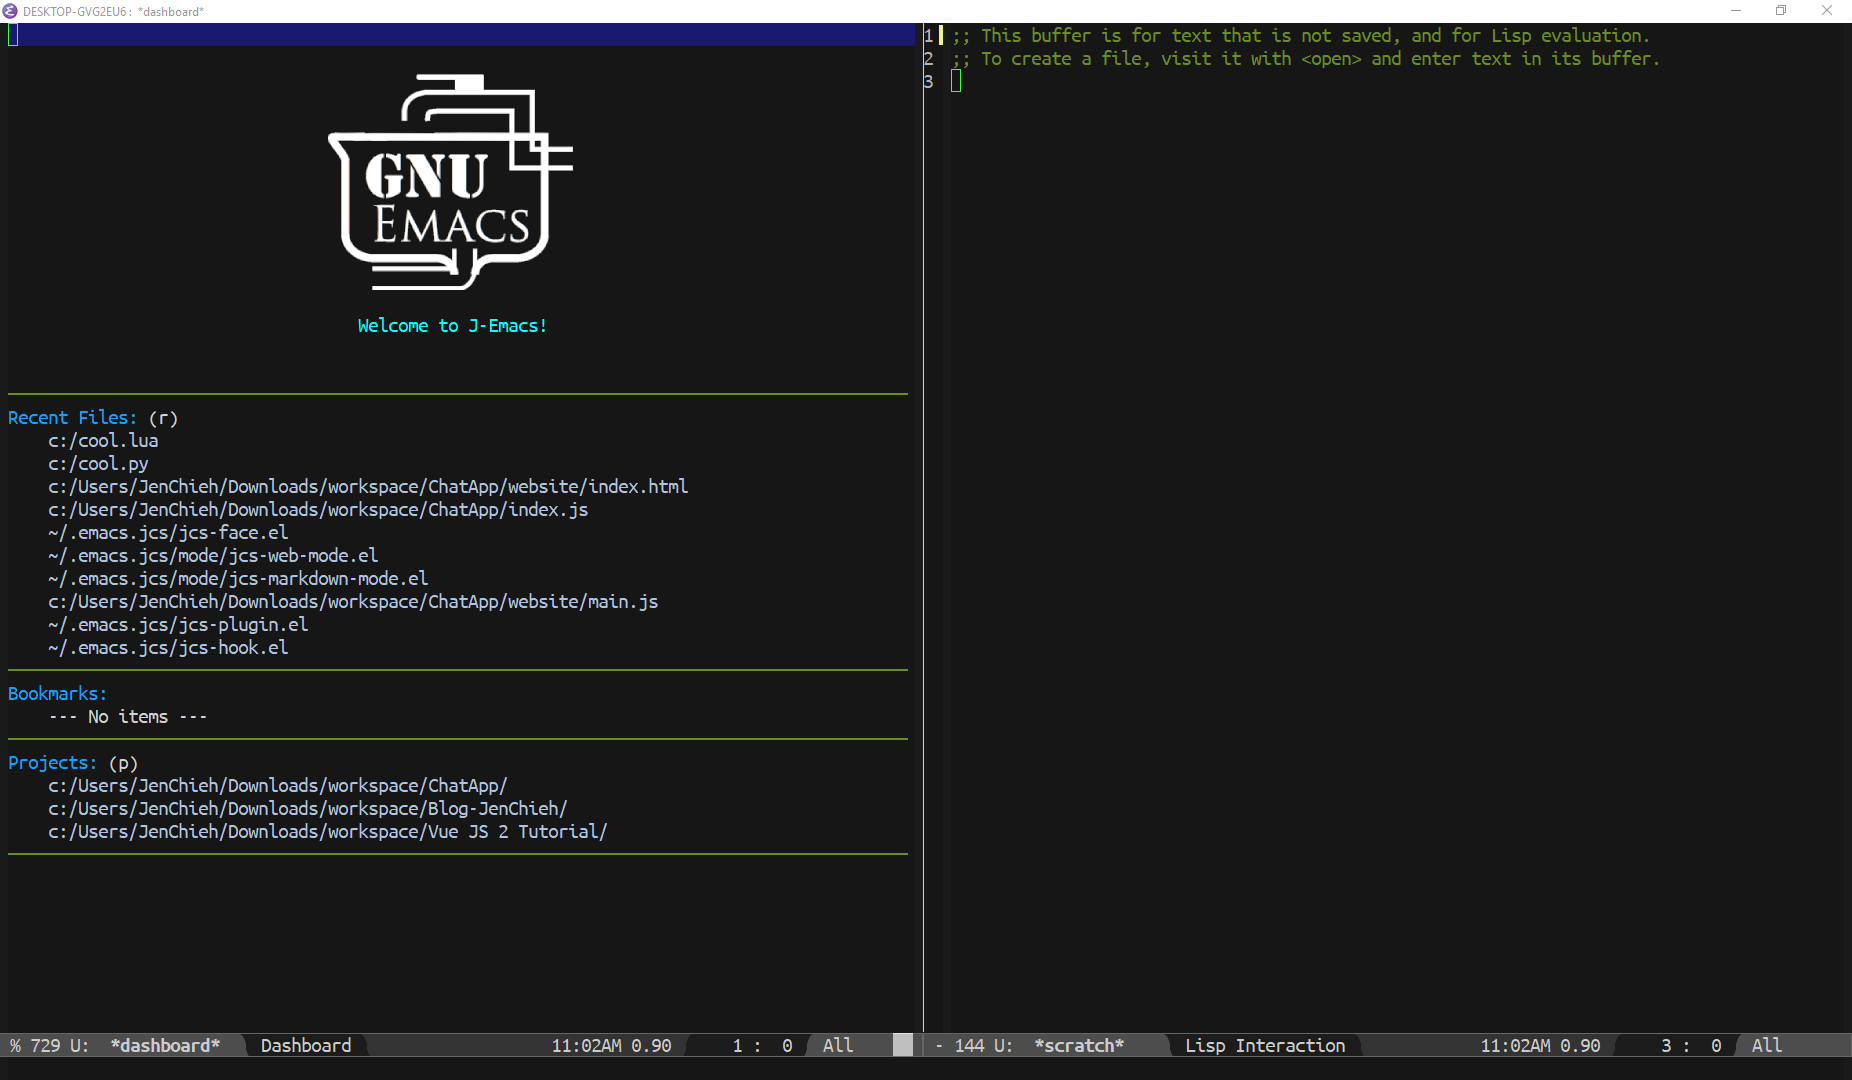 DESKTOP-GVG2EU6: *dashboard*
GNU
EMACS
Welcome to J-Emacs!
Recent Files: (r)
c:/cool.lua
c:/cool.py
c:/Users/JenChieh/Downloads/workspace/ChatApp/website/index.html
c:/Users/JenChieh/Downloads/workspace/ChatApp/index.js
~/.emacs.jcs/jcs-face.el
~/.emacs.jcs/mode/jcs-web-mode.el
~/.emacs.jcs/mode/jcs-markdown-mode.el
c:/Users/JenChieh/Downloads/workspace/ChatApp/website/main.js
~/.emacs.jcs/jcs-plugin.el
~/.emacs.jcs/jcs-hook.el
Bookmarks:
--- No items ---
Projects: (p)
c:/Users/JenChieh/Downloads/workspace/ChatApp/
c:/Users/JenChieh/Downloads/workspace/Blog-JenChieh/
c:/Users/JenChieh/Downloads/workspace/Vue JS 2 Tutorial/
% 729 U: *dashboard* Dashboard 11:02AM 0.90 1 : 0 All
1 ;; This buffer is for text that is not saved, and for Lisp evaluation.
2 ;; To create a file, visit it with <open> and enter text in its buffer.
3
- 144 U: *scratch* Lisp Interaction 11:02AM 0.90 3 : 0 All